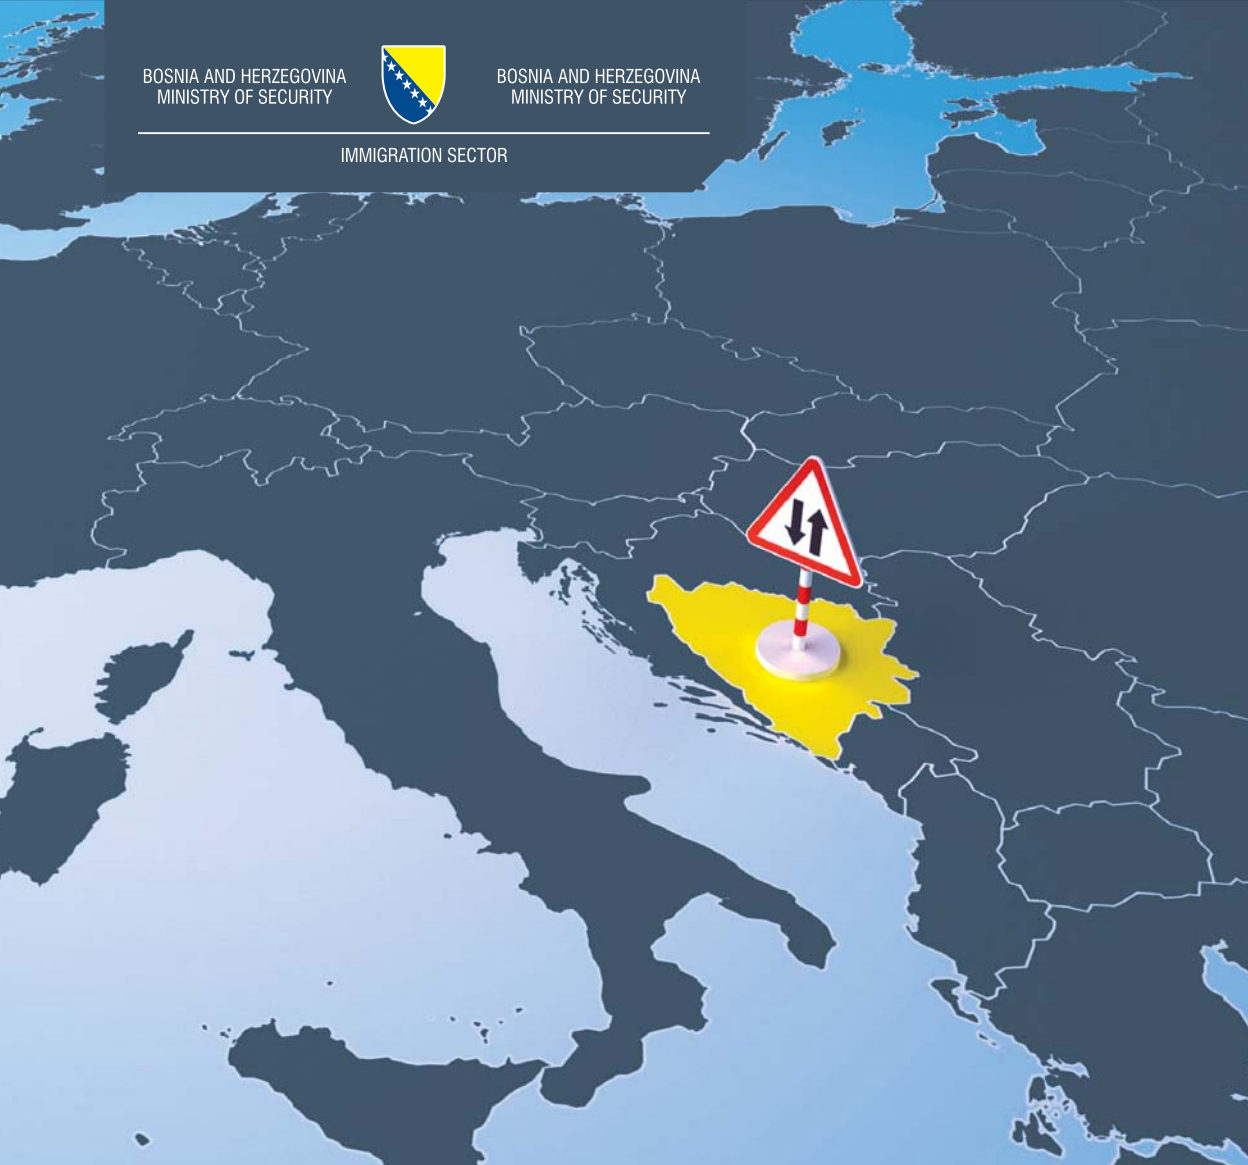 BOSNIA AND HERZEGOVINA
MINISTRY OF SECURITY
BOSNIA AND HERZEGOVINA
MINISTRY OF SECURITY
IMMIGRATION SECTOR